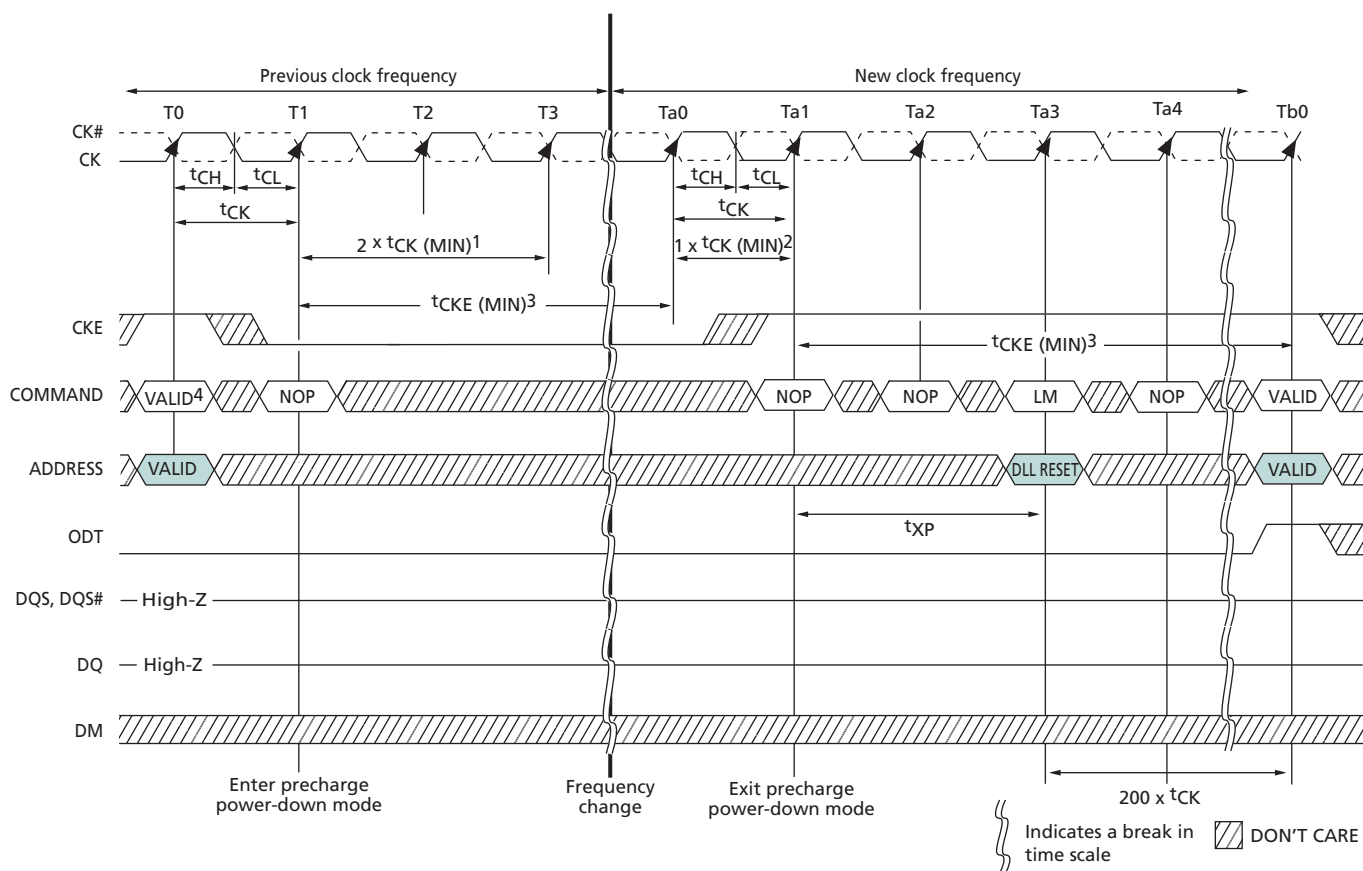 Previous clock frequency
New clock frequency
T0 T1 T2 T3 Ta0 Ta1 Ta2 Ta3 Ta4 Tb0
CK#
CK
tCH tCL tCH tCL
tCK tCK
2 x tCK (MIN)1 1 x tCK (MIN)2
tCKE (MIN)3
CKE
tCKE (MIN)3
COMMAND VALID4 NOP NOP NOP LM NOP VALID
ADDRESS VALID DLL RESET VALID
tXP
ODT
DQS, DQS# High-Z
DQ High-Z
DM
Enter precharge
power-down mode
Frequency
change
Exit precharge
power-down mode
200 x tCK
Indicates a break in
time scale
DON'T CARE